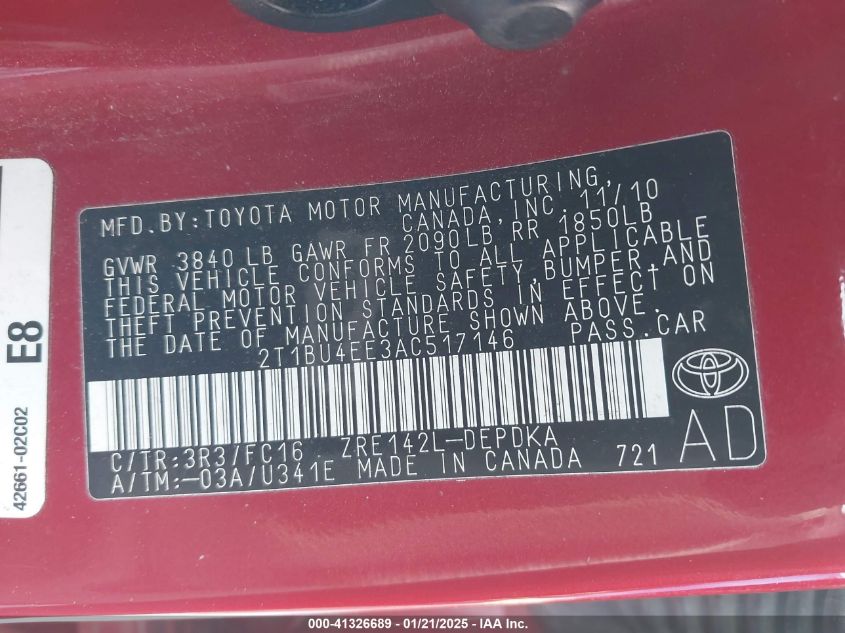 MFD.BY:TOYOTA MOTOR MANUFACTURING,
CANADA,INC. 11/10
GVWR 3840 LB GAWR FR 2090LB RR 1850LB
THIS VEHICLE CONFORMS TO ALL APPLICABLE
FEDERAL MOTOR VEHICLE SAFETY,BUMPER,AND
THEFT PREVENTION STANDARDS IN EFFECT ON
THE DATE OF MANUFACTURE SHOWN ABOVE.
2T1BU4EE3AC517146 PASS.CAR
C/TR:3R3/FC16 ZRE142L-DEPDKA
A/TM:-03A/U341E MADE IN CANADA 721
AD
E8
42661-02C02
000-41326689 - 01/21/2025 - IAA Inc.